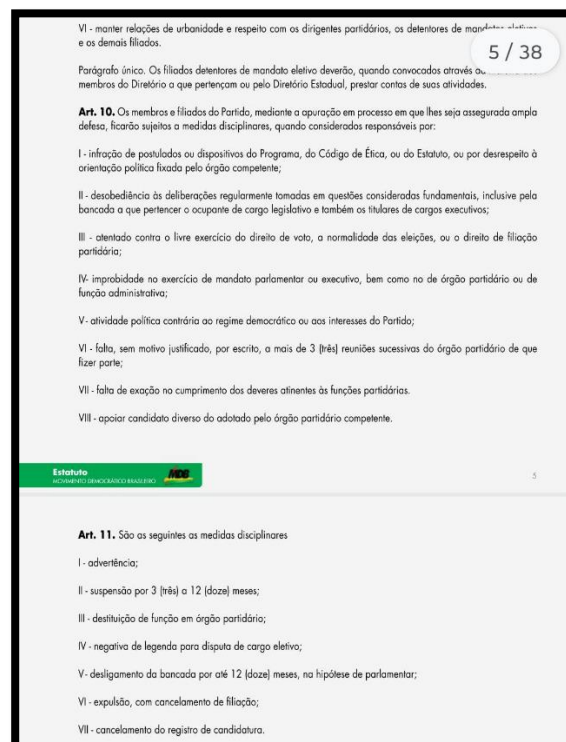 VI - manter relações de urbanidade e respeito com os dirigentes partidários, os detentores de mandatos eletivos
e os demais filiados.
5 / 38
Parágrafo único. Os filiados detentores de mandato eletivo deverão, quando convocados através da
membros do Diretório a que pertençam ou pelo Diretório Estadual, prestar contas de suas atividades.
Art. 10. Os membros e filiados do Partido, mediante a apuração em processo em que lhes seja assegurada ampla
defesa, ficarão sujeitos a medidas disciplinares, quando considerados responsáveis por:
I - infração de postulados ou dispositivos do Programa, do Código de Ética, ou do Estatuto, ou por desrespeito à
orientação política fixada pelo órgão competente;
II - desobediência às deliberações regularmente tomadas em questões consideradas fundamentais, inclusive pela
bancada a que pertencer o ocupante de cargo legislativo e também os titulares de cargos executivos;
III - atentado contra o livre exercício do direito de voto, a normalidade das eleições, ou o direito de filiação
partidária;
IV- improbidade no exercício de mandato parlamentar ou executivo, bem como no de órgão partidário ou de
função administrativa;
V - atividade política contrária ao regime democrático ou aos interesses do Partido;
VI - falta, sem motivo justificado, por escrito, a mais de 3 (três) reuniões sucessivas do órgão partidário de que
fizer parte;
VII - falta de exação no cumprimento dos deveres atinentes às funções partidárias.
VIII - apoiar candidato diverso do adotado pelo órgão partidário competente.
Estatuto
MOVIMENTO DEMOCRÁTICO BRASILEIRO
MDB
5
Art. 11. São as seguintes as medidas disciplinares
I - advertência;
II - suspensão por 3 (três) a 12 (doze) meses;
III - destituição de função em órgão partidário;
IV - negativa de legenda para disputa de cargo eletivo;
V - desligamento da bancada por até 12 (doze) meses, na hipótese de parlamentar;
VI - expulsão, com cancelamento de filiação;
VII - cancelamento do registro de candidatura.